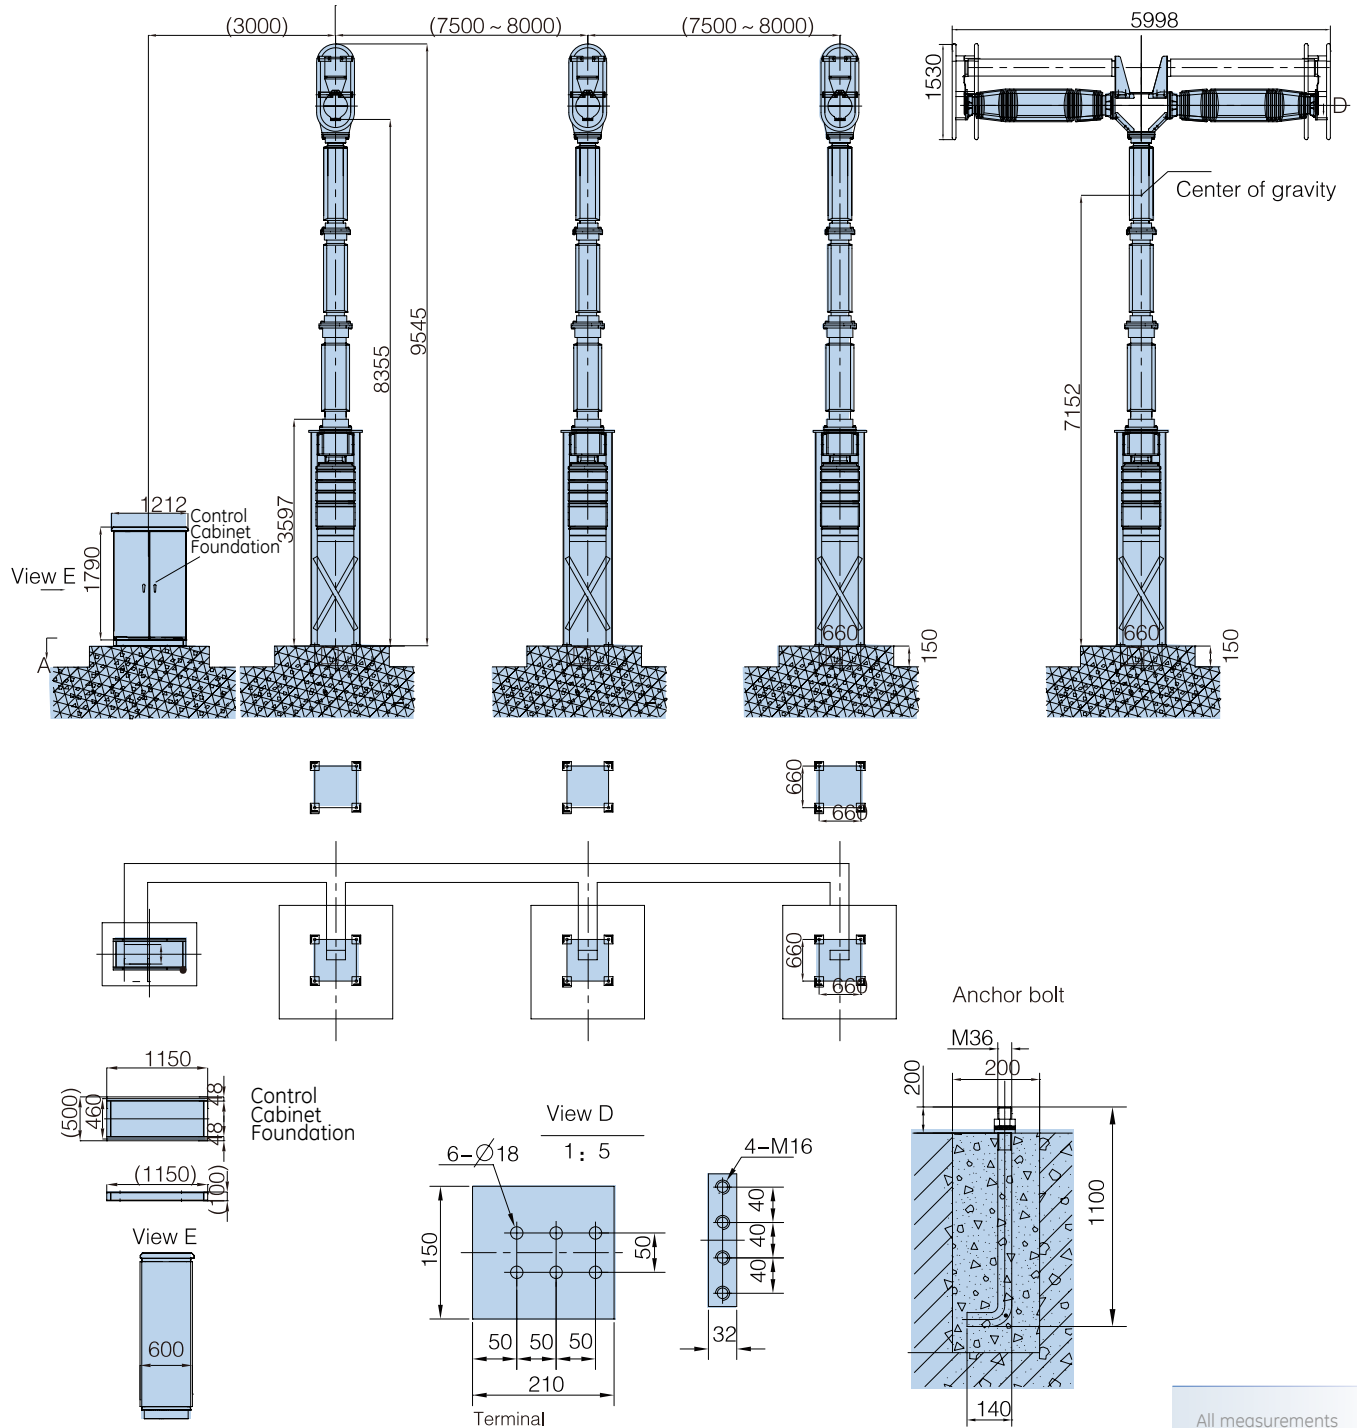 (3000)
(7500~8000)
(7500~8000)
5998
1530
D
Center of gravity
9545
8355
7152
3597
1212
Control
Cabinet
Foundation
1790
View E
A
660
150
660
150
660
660
660
660
Anchor bolt
M36
200
200
1100
140
1150
(500)
460
48
48
Control
Cabinet
Foundation
(1150)
(100)
View E
600
View D
1: 5
6-∅18
150
50
50
50
50
210
Terminal
4-M16
40
40
40
32
All measurements